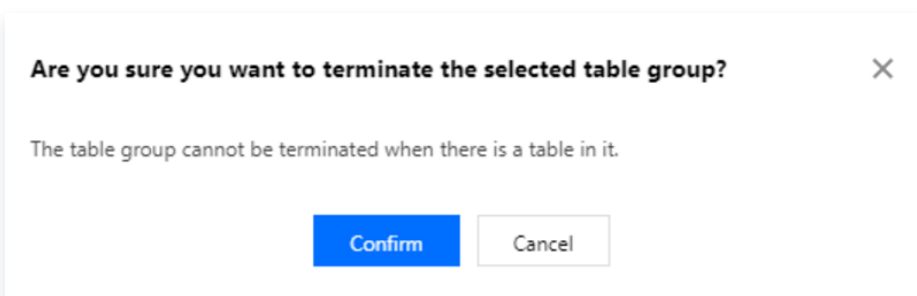 Are you sure you want to terminate the selected table group?
The table group cannot be terminated when there is a table in it.
Confirm
Cancel